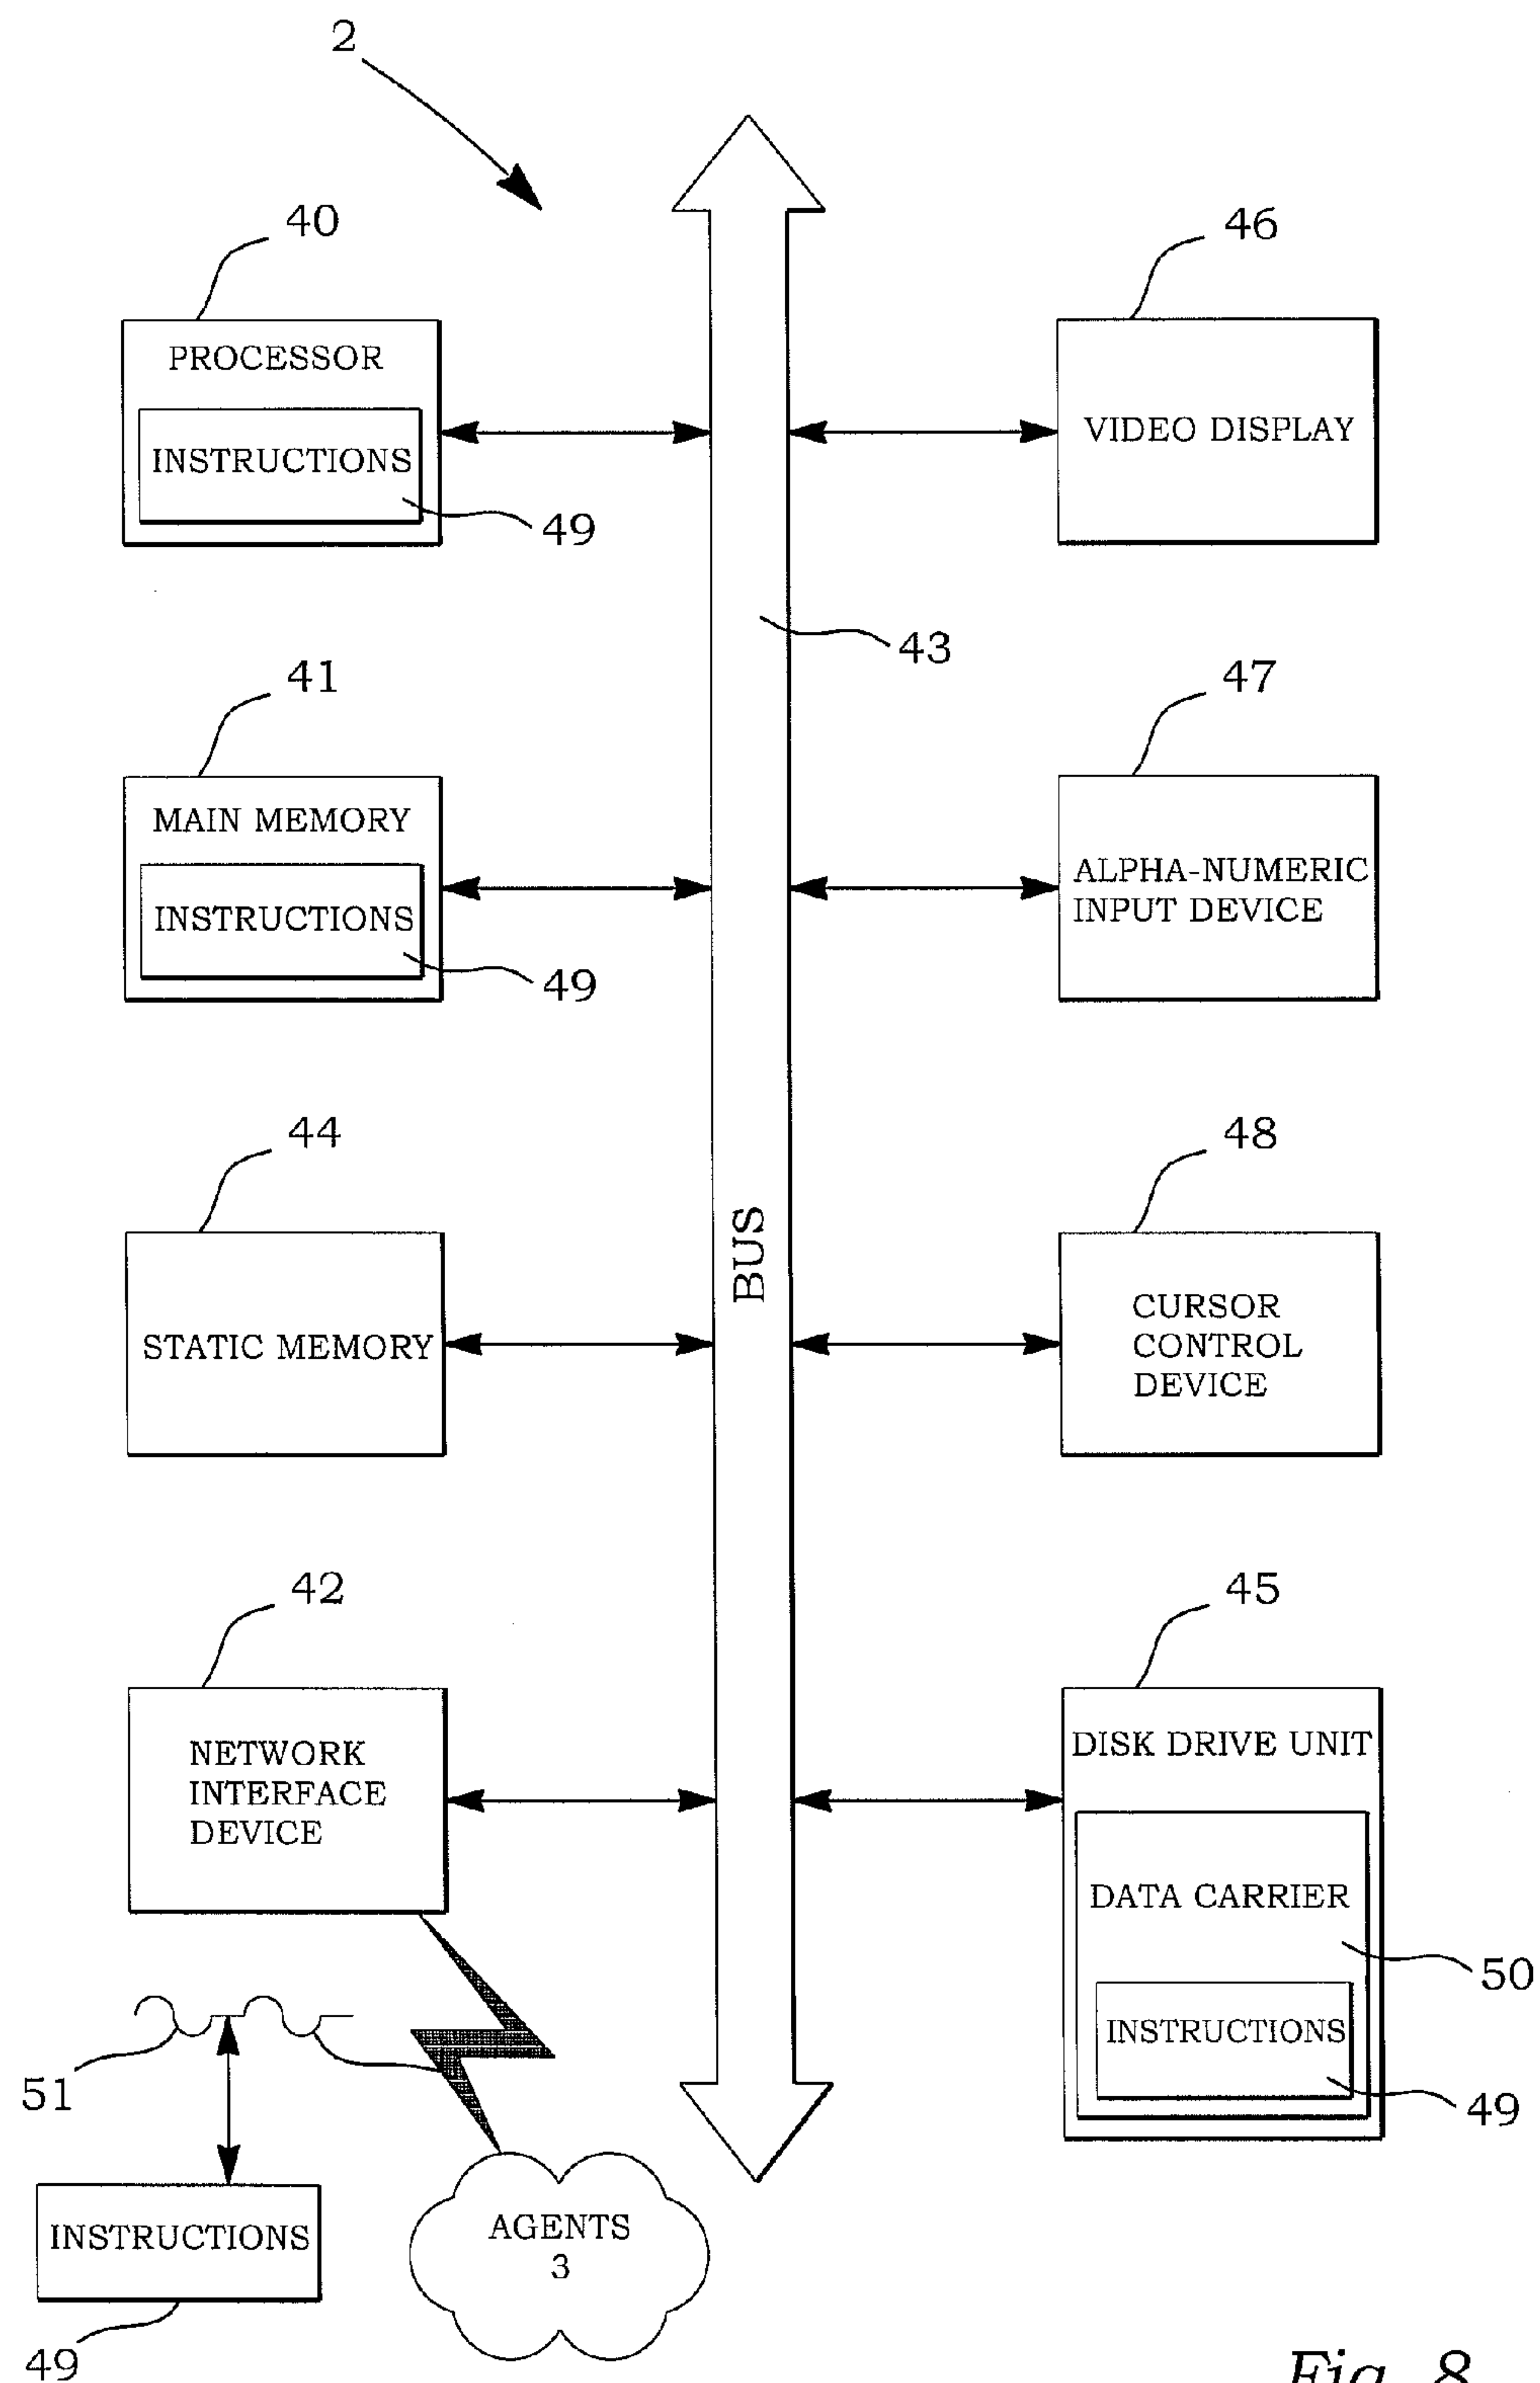 2
40
PROCESSOR
INSTRUCTIONS
49
46
VIDEO DISPLAY
43
41
MAIN MEMORY
INSTRUCTIONS
49
47
ALPHA-NUMERIC
INPUT DEVICE
44
STATIC MEMORY
BUS
48
CURSOR
CONTROL
DEVICE
42
NETWORK
INTERFACE
DEVICE
45
DISK DRIVE UNIT
DATA CARRIER
50
INSTRUCTIONS
49
51
INSTRUCTIONS
49
AGENTS
3
Fig. 8